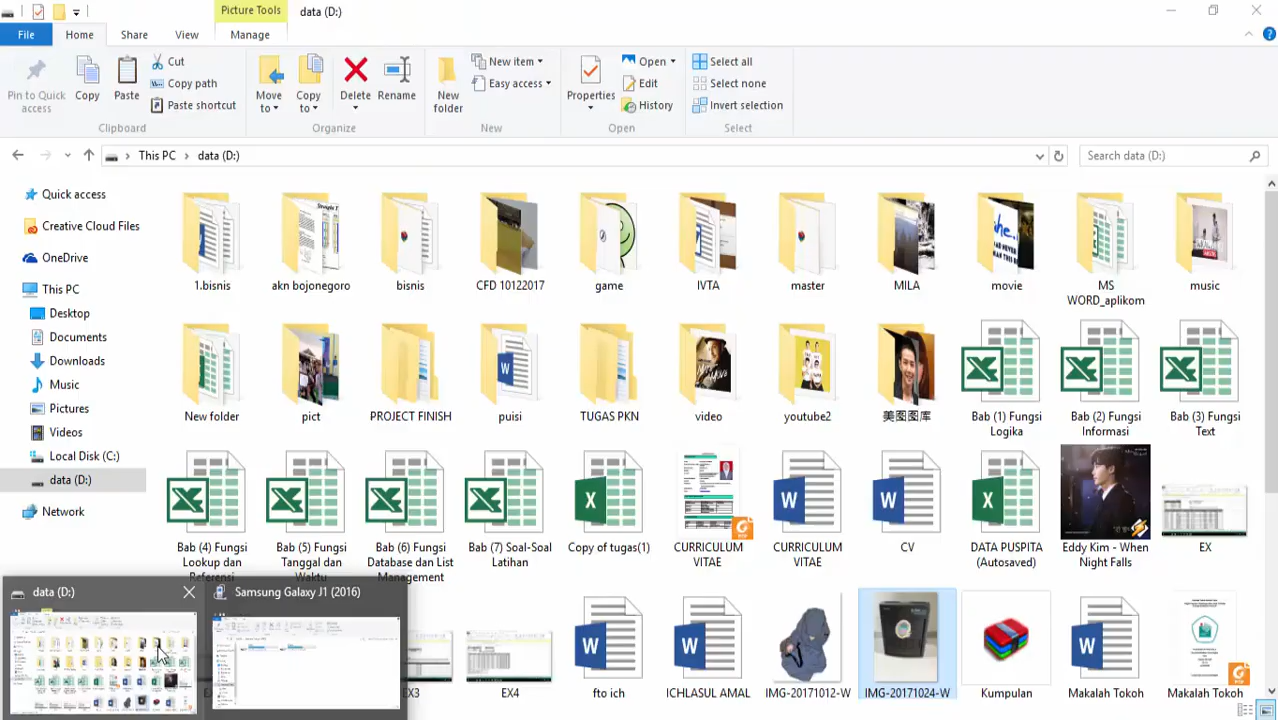 Picture Tools
data (D:)
File
Home
Share
View
Manage
Pin to Quick access
Copy
Paste
Cut
Copy path
Paste shortcut
Clipboard
Move to
Copy to
Delete
Rename
Organize
New folder
New item
Easy access
New
Properties
Open
Edit
History
Open
Select all
Select none
Invert selection
Select
This PC
data (D:)
Search data (D:)
Quick access
Creative Cloud Files
OneDrive
This PC
Desktop
Documents
Downloads
Music
Pictures
Videos
Local Disk (C:)
data (D:)
Network
1.bisnis
akn bojonegoro
bisnis
CFD 10122017
game
IVTA
master
MILA
movie
MS WORD_aplikom
music
New folder
pict
PROJECT FINISH
puisi
TUGAS PKN
video
youtube2
美图图库
Bab (1) Fungsi Logika
Bab (2) Fungsi Informasi
Bab (3) Fungsi Text
Bab (4) Fungsi Lookup dan Referensi
Bab (5) Fungsi Tanggal dan Waktu
Bab (6) Fungsi Database dan List Management
Bab (7) Soal-Soal Latihan
Copy of tugas(1)
CURRICULUM VITAE
CURRICULUM VITAE
CV
DATA PUSPITA (Autosaved)
Eddy Kim - When Night Falls
EX
data (D:)
Samsung Galaxy J1 (2016)
EX3
EX4
fto ich
ICHLASUL AMAL
IMG-20171012-W
IMG-20171024-W
Kumpulan
Makalah Tokoh
Makalah Tokoh